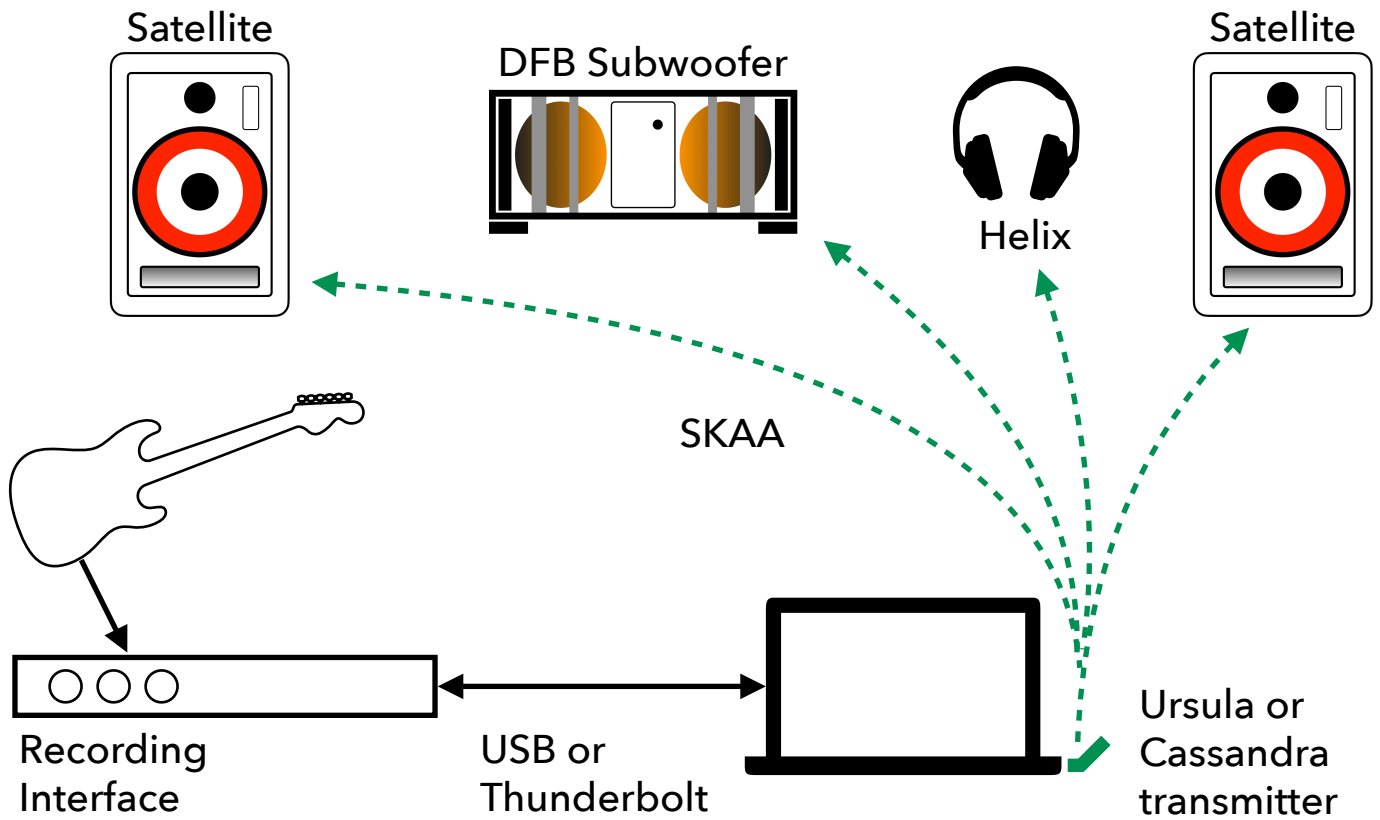 Satellite
DFB Subwoofer
Satellite
Helix
SKAA
Recording
Interface
USB or
Thunderbolt
Ursula or
Cassandra
transmitter